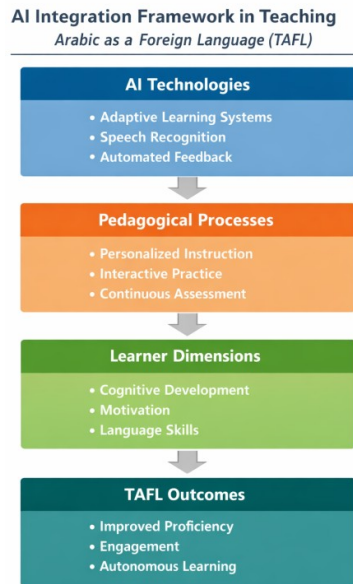 AI Integration Framework in Teaching
Arabic as a Foreign Language (TAFL)
AI Technologies
• Adaptive Learning Systems
• Speech Recognition
• Automated Feedback
Pedagogical Processes
• Personalized Instruction
• Interactive Practice
• Continuous Assessment
Learner Dimensions
• Cognitive Development
• Motivation
• Language Skills
TAFL Outcomes
• Improved Proficiency
• Engagement
• Autonomous Learning